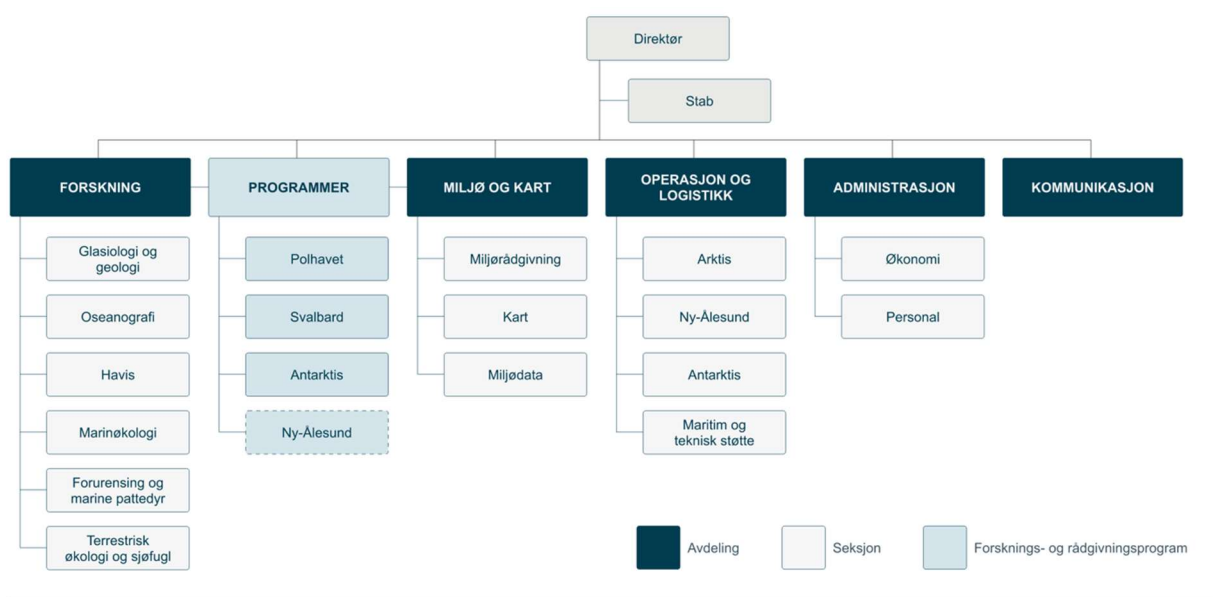 Direktør
Stab
FORSKNING
PROGRAMMER
MILJØ OG KART
OPERASJON OG
LOGISTIKK
ADMINISTRASJON
KOMMUNIKASJON
Glasiologi og
geologi
Oseanografi
Havis
Marinøkologi
Forurensing og
marine pattedyr
Terrestrisk
økologi og sjøfugl
Polhavet
Svalbard
Antarktis
Ny-Ålesund
Miljørådgivning
Kart
Miljødata
Arktis
Ny-Ålesund
Antarktis
Maritim og
teknisk støtte
Økonomi
Personal
Avdeling
Seksjon
Forsknings- og rådgivningsprogram